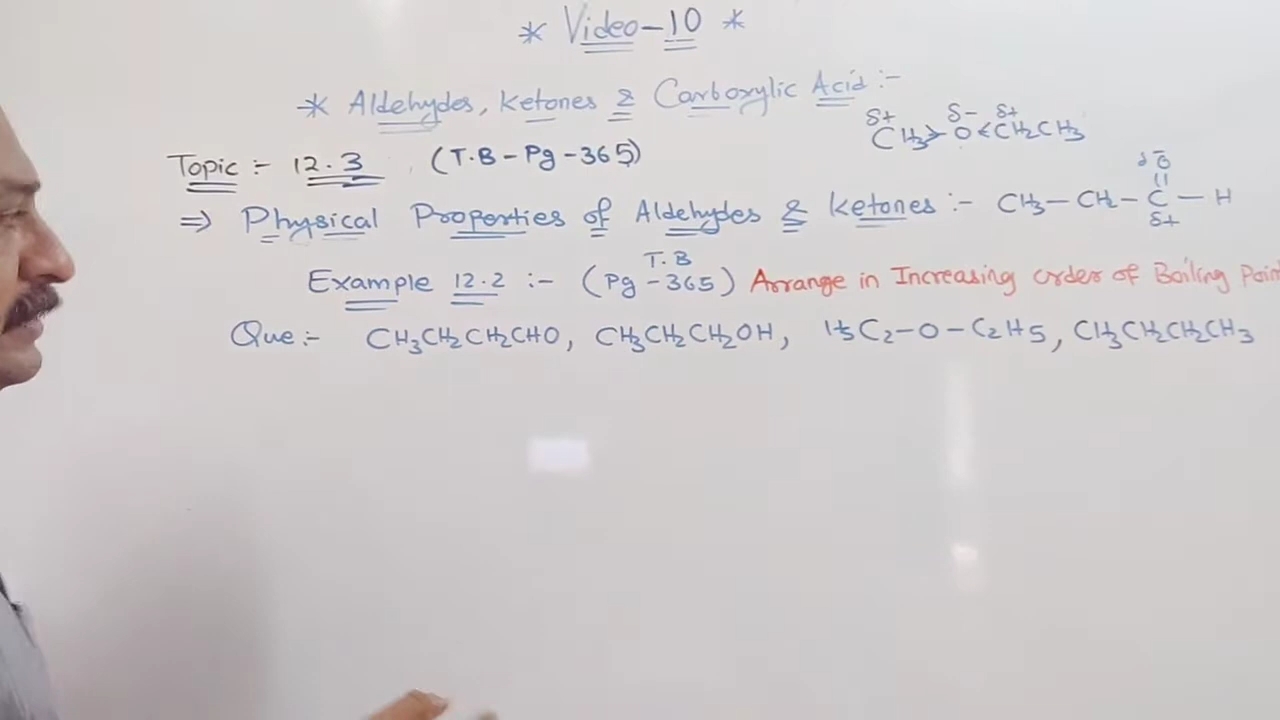 * Video-10 *
* Aldehydes, Ketones & Carboxylic Acid :-
δ+ δ- δ+
CH3 > O < CH2CH3
Topic :- 12.3 (T.B - Pg - 365)
⇒ Physical Properties of Aldehydes & ketones :- CH3 - CH2 - C - H
δ- O
||
δ+
T.B
Example 12.2 :- (Pg - 365) Arrange in Increasing order of Boiling Poin
Que :- CH3CH2CH2CHO, CH3CH2CH2OH, H5C2-O-C2H5, CH3CH2CH2CH3